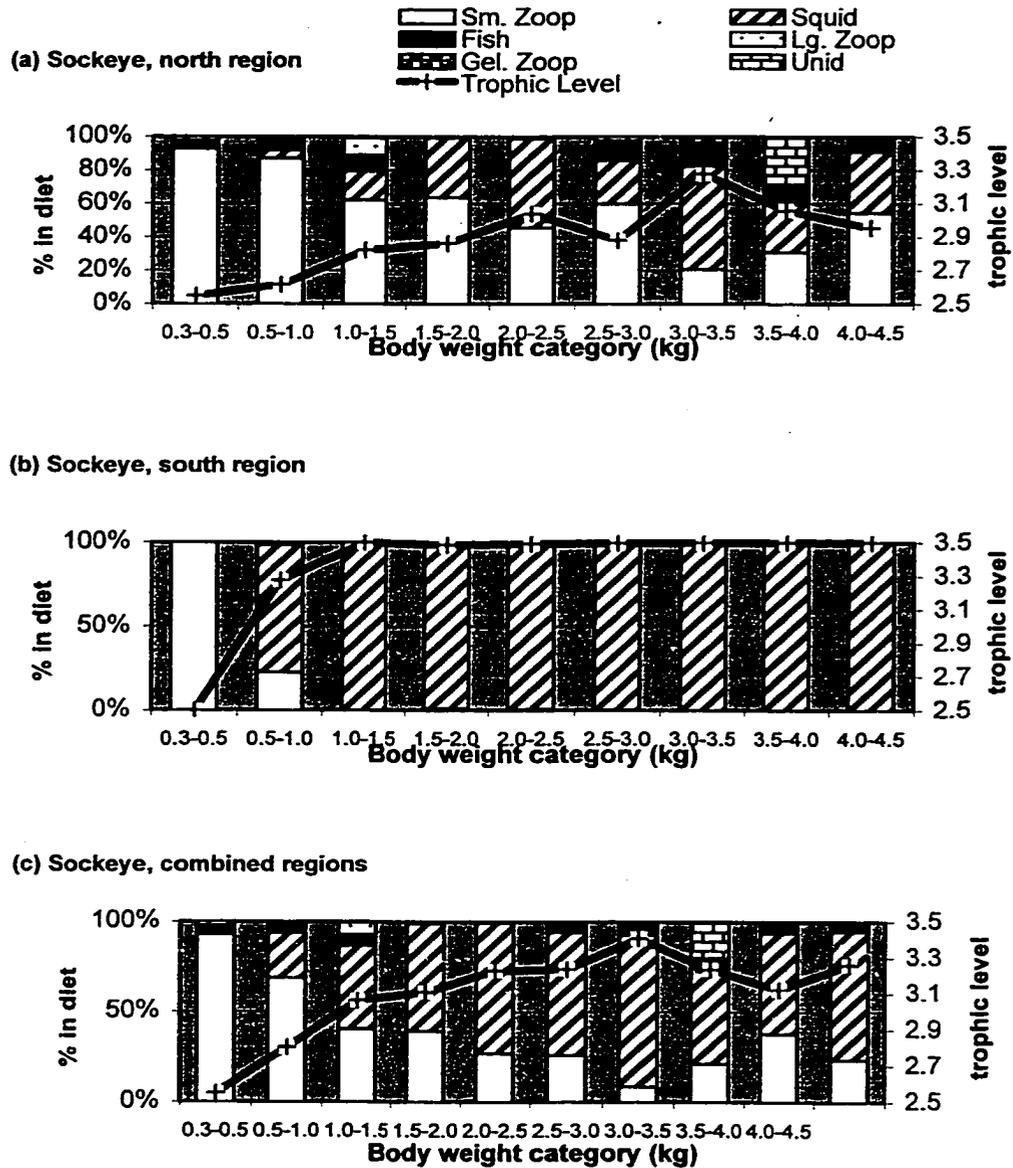 Sm. Zoop Squid
Fish Lg. Zoop
(a) Sockeye, north region Gel. Zoop Unid
Trophic Level
100% 3.5
80% 3.3
60% 3.1
40% 2.9
20% 2.7
0% 2.5
% in diet
trophic level
0.3-0.5 0.5-1.0 1.0-1.5 1.5-2.0 2.0-2.5 2.5-3.0 3.0-3.5 3.5-4.0 4.0-4.5
Body weight category (kg)
(b) Sockeye, south region
100% 3.5
3.3
3.1
50%
2.9
2.7
0% 2.5
% in diet
trophic level
0.3-0.5 0.5-1.0 1.0-1.5 1.5-2.0 2.0-2.5 2.5-3.0 3.0-3.5 3.5-4.0 4.0-4.5
Body weight category (kg)
(c) Sockeye, combined regions
100% 3.5
3.3
3.1
50%
2.9
2.7
0% 2.5
% in diet
trophic level
0.3-0.5 0.5-1.0 1.0-1.5 1.5-2.0 2.0-2.5 2.5-3.0 3.0-3.5 3.5-4.0 4.0-4.5
Body weight category (kg)